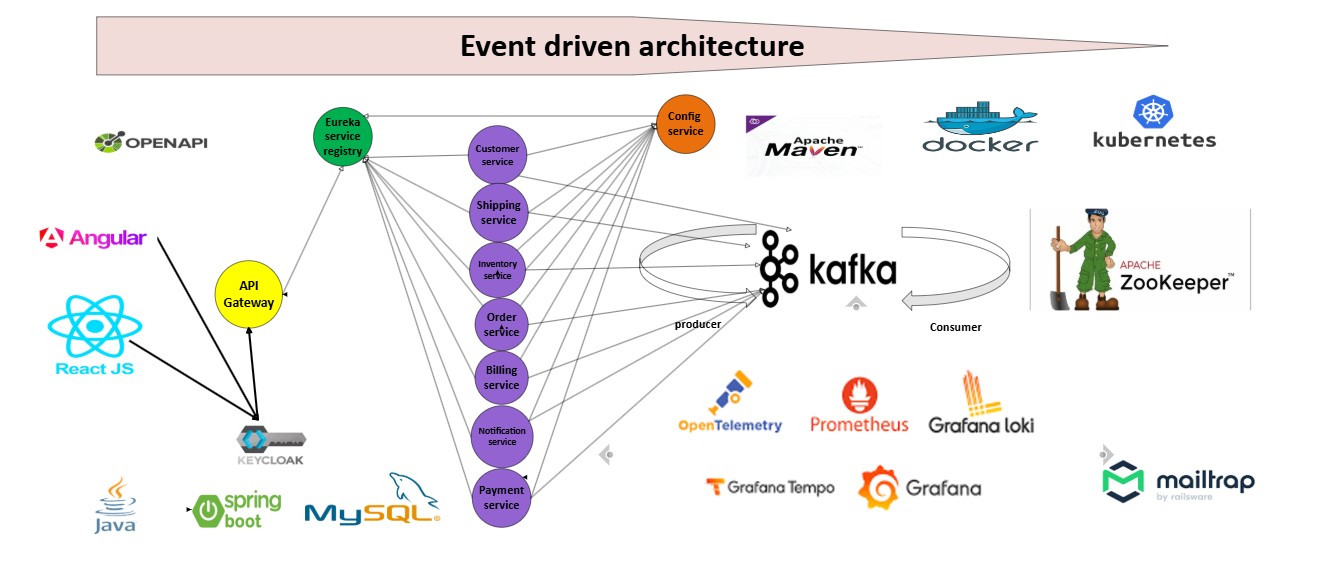 Event driven architecture
OPENAPI
Eureka
service
registry
Config
service
Apache
Maven™
docker
kubernetes
Customer
service
Shipping
service
Inventory
service
Order
service
Billing
service
Notification
service
Payment
service
Angular
React JS
API
Gateway
KEYCLOAK
kafka
producer
Consumer
APACHE
ZooKeeper™
OpenTelemetry
Prometheus
Grafana loki
Grafana Tempo
Grafana
mailtrap
by railsware
Java
spring
boot
MySQL®